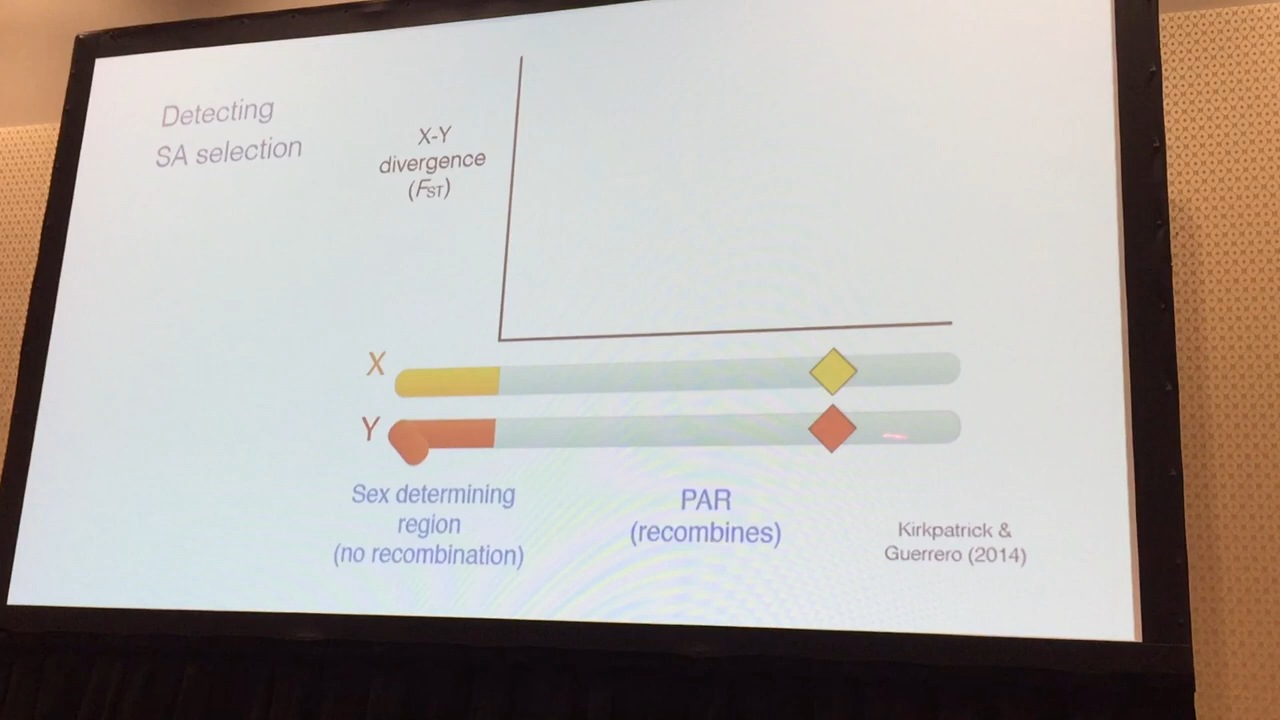 Detecting
SA selection
X-Y
divergence
(FST)
X
Y
Sex determining
region
(no recombination)
PAR
(recombines)
Kirkpatrick &
Guerrero (2014)